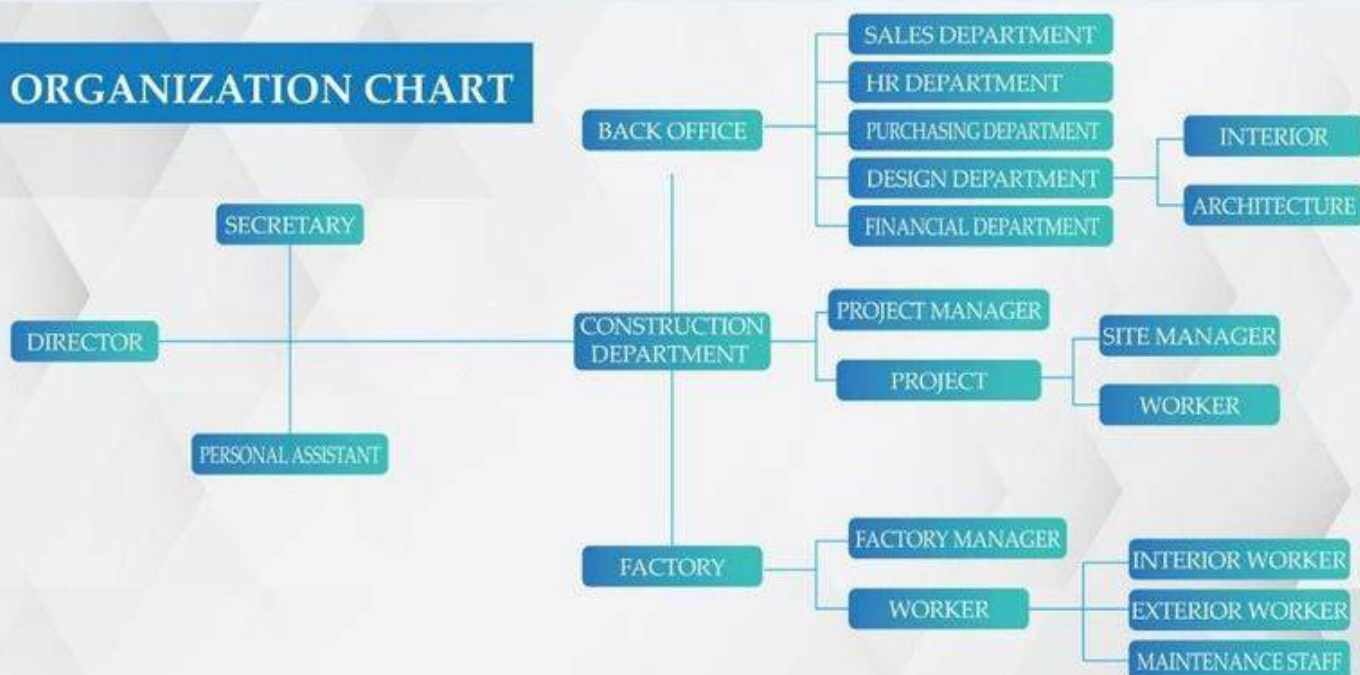 ORGANIZATION CHART
SECRETARY
DIRECTOR
PERSONAL ASSISTANT
BACK OFFICE
SALES DEPARTMENT
HR DEPARTMENT
PURCHASING DEPARTMENT
DESIGN DEPARTMENT
FINANCIAL DEPARTMENT
INTERIOR
ARCHITECTURE
CONSTRUCTION
DEPARTMENT
PROJECT MANAGER
PROJECT
SITE MANAGER
WORKER
FACTORY
FACTORY MANAGER
WORKER
INTERIOR WORKER
EXTERIOR WORKER
MAINTENANCE STAFF